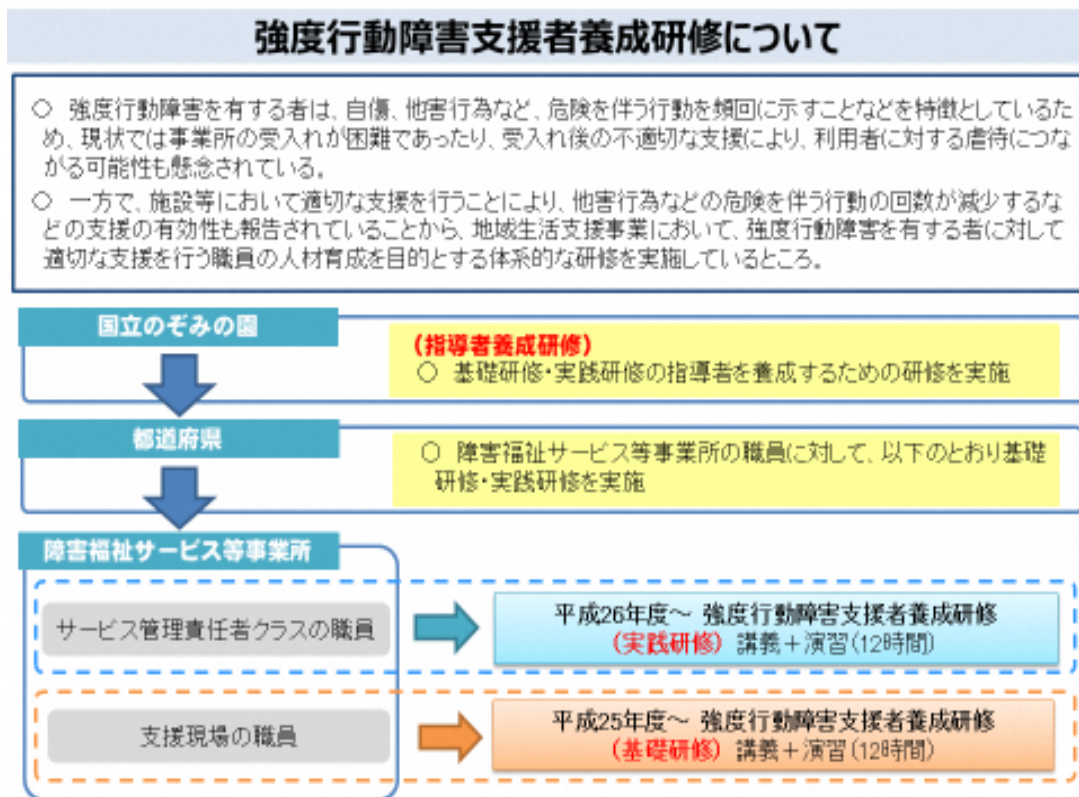 強度行動障害支援者養成研修について
○ 強度行動障害を有する者は、自傷、他害行為など、危険を伴う行動を頻回に示すことなどを特徴としているた
め、現状では事業所の受入れが困難であったり、受入れ後の不適切な支援により、利用者に対する虐待につな
がる可能性も懸念されている。
○ 一方で、施設等において適切な支援を行うことにより、他害行為などの危険を伴う行動の回数が減少するな
どの支援の有効性も報告されていることから、地域生活支援事業において、強度行動障害を有する者に対して
適切な支援を行う職員の人材育成を目的とする体系的な研修を実施しているところ。
国立のぞみの園
(指導者養成研修)
○ 基礎研修・実践研修の指導者を養成するための研修を実施
都道府県
○ 障害福祉サービス等事業所の職員に対して、以下のとおり基礎
研修・実践研修を実施
障害福祉サービス等事業所
サービス管理責任者クラスの職員
平成26年度～ 強度行動障害支援者養成研修
(実践研修) 講義＋演習(12時間)
支援現場の職員
平成25年度～ 強度行動障害支援者養成研修
(基礎研修) 講義＋演習(12時間)